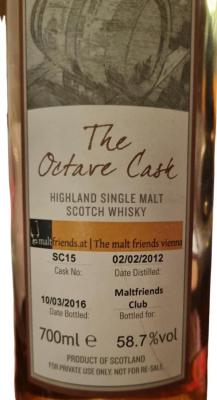 The
Octave Cask
HIGHLAND SINGLE MALT
SCOTCH WHISKY
maltfriends.at | The malt friends vienna
SC15 02/02/2012
Cask No: Date Distilled:
10/03/2016 Maltfriends Club
Date Bottled: Bottled for:
700ml e 58.7%vol
PRODUCT OF SCOTLAND
FOR PRIVATE USE ONLY. NOT FOR RE-SALE.